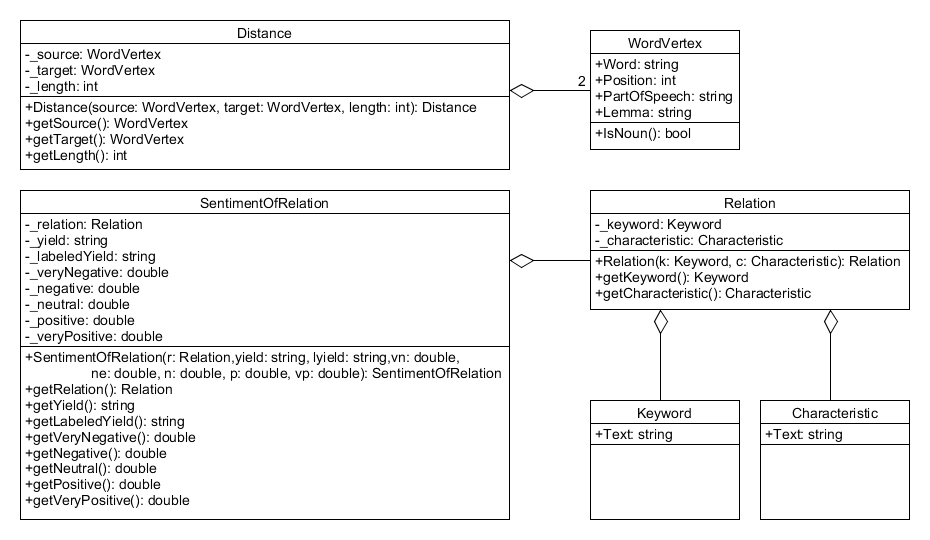 Distance
-_source: WordVertex
-_target: WordVertex
-_length: int
+Distance(source: WordVertex, target: WordVertex, length: int): Distance
+getSource(): WordVertex
+getTarget(): WordVertex
+getLength(): int
2
WordVertex
+Word: string
+Position: int
+PartOfSpeech: string
+Lemma: string
+IsNoun(): bool
SentimentOfRelation
-_relation: Relation
-_yield: string
-_labeledYield: string
-_veryNegative: double
-_negative: double
-_neutral: double
-_positive: double
-_veryPositive: double
+SentimentOfRelation(r: Relation,yield: string, lyield: string,vn: double,
ne: double, n: double, p: double, vp: double): SentimentOfRelation
+getRelation(): Relation
+getYield(): string
+getLabeledYield(): string
+getVeryNegative(): double
+getNegative(): double
+getNeutral(): double
+getPositive(): double
+getVeryPositive(): double
Relation
-_keyword: Keyword
-_characteristic: Characteristic
+Relation(k: Keyword, c: Characteristic): Relation
+getKeyword(): Keyword
+getCharacteristic(): Characteristic
Keyword
+Text: string
Characteristic
+Text: string